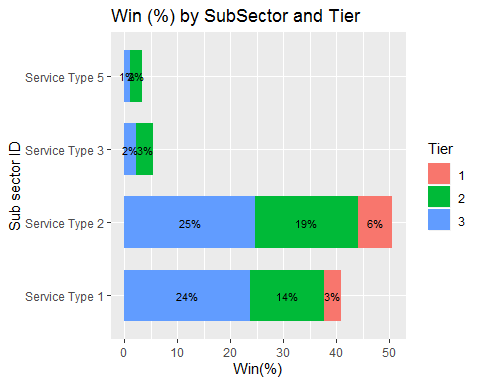 Win (%) by SubSector and Tier
Sub sector ID
Service Type 5
1%
2%
Service Type 3
2%
3%
Service Type 2
25%
19%
6%
Service Type 1
24%
14%
3%
0
10
20
30
40
50
Win(%)
Tier
1
2
3